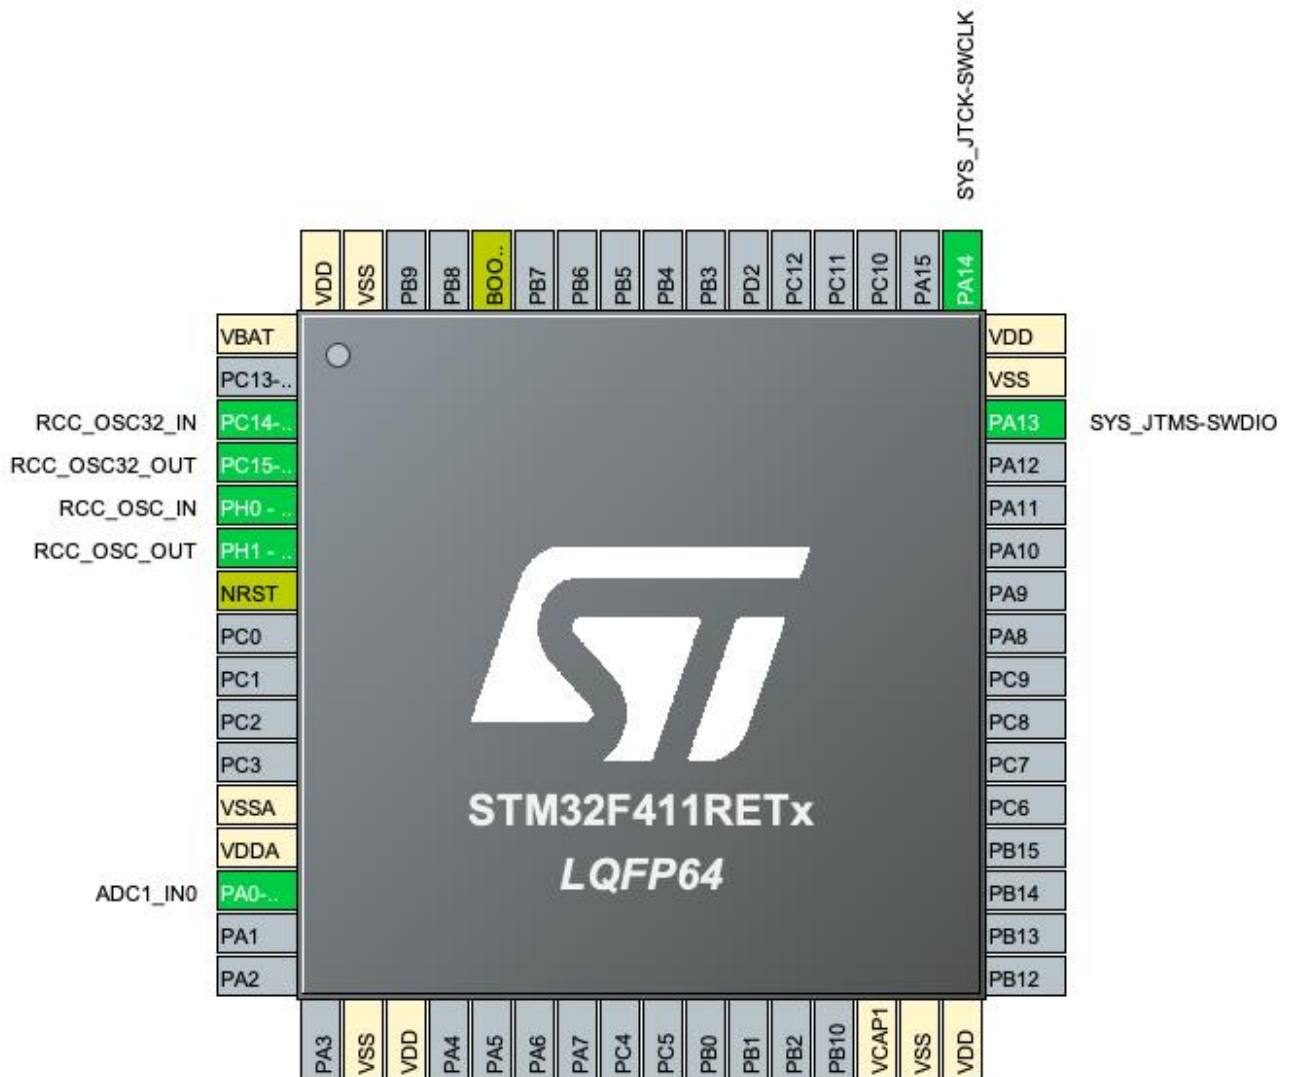 SYS_JTCK-SWCLK
VDD
VSS
PB9
PB8
BOO..
PB7
PB6
PB5
PB4
PB3
PD2
PC12
PC11
PC10
PA15
PA14
VBAT
PC13-..
RCC_OSC32_IN PC14-..
RCC_OSC32_OUT PC15-..
RCC_OSC_IN PH0 - ..
RCC_OSC_OUT PH1 - ..
NRST
PC0
PC1
PC2
PC3
VSSA
VDDA
ADC1_IN0 PA0-..
PA1
PA2
ST
STM32F411RETx
LQFP64
VDD
VSS
PA13 SYS_JTMS-SWDIO
PA12
PA11
PA10
PA9
PA8
PC9
PC8
PC7
PC6
PB15
PB14
PB13
PB12
PA3
VSS
VDD
PA4
PA5
PA6
PA7
PC4
PC5
PB0
PB1
PB2
PB10
VCAP1
VSS
VDD